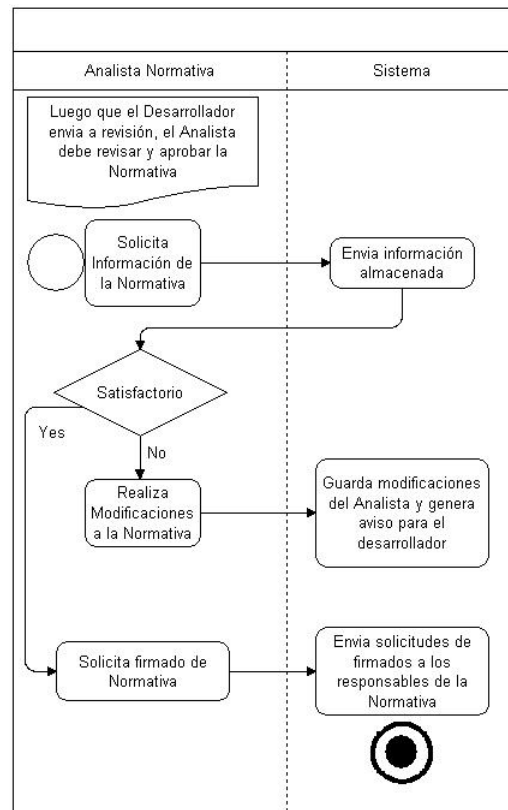 Analista Normativa
Sistema
Luego que el Desarrollador
envia a revisión, el Analista
debe revisar y aprobar la
Normativa
Solicita
Información de
la Normativa
Envia información
almacenada
Satisfactorio
Yes
No
Realiza
Modificaciones
a la Normativa
Guarda modificaciones
del Analista y genera
aviso para el
desarrollador
Solicita firmado de
Normativa
Envia solicitudes de
firmados a los
responsables de la
Normativa